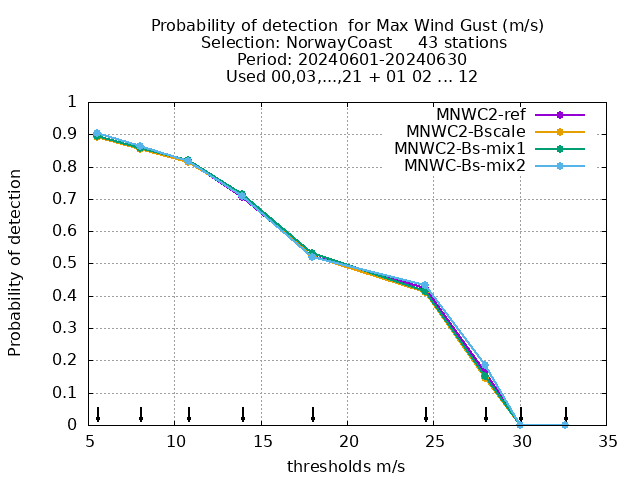 Probability of detection  for Max Wind Gust (m/s)
Selection: NorwayCoast     43 stations
Period: 20240601-20240630
Used 00,03,...,21 + 01 02 ... 12
MNWC2-ref
MNWC2-Bscale
MNWC2-Bs-mix1
MNWC-Bs-mix2
Probability of detection
1
0.9
0.8
0.7
0.6
0.5
0.4
0.3
0.2
0.1
0
5 10 15 20 25 30 35
thresholds m/s